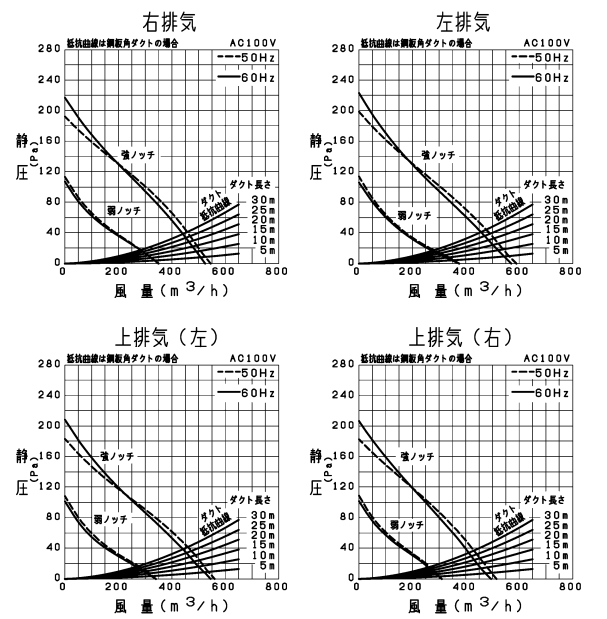 右排気
抵抗曲線は鋼板角ダクトの場合 AC100V
280
240
200
160
120
80
40
0
静圧(Pa)
50Hz
60Hz
強ノッチ
弱ノッチ
ダクト抵抗曲線
ダクト長さ
30m
25m
20m
15m
10m
5m
0 200 400 600 800
風量(m3/h)
左排気
抵抗曲線は鋼板角ダクトの場合 AC100V
280
240
200
160
120
80
40
0
静圧(Pa)
50Hz
60Hz
強ノッチ
弱ノッチ
ダクト抵抗曲線
ダクト長さ
30m
25m
20m
15m
10m
5m
0 200 400 600 800
風量(m3/h)
上排気(左)
抵抗曲線は鋼板角ダクトの場合 AC100V
280
240
200
160
120
80
40
0
静圧(Pa)
50Hz
60Hz
強ノッチ
弱ノッチ
ダクト抵抗曲線
ダクト長さ
30m
25m
20m
15m
10m
5m
0 200 400 600 800
風量(m3/h)
上排気(右)
抵抗曲線は鋼板角ダクトの場合 AC100V
280
240
200
160
120
80
40
0
静圧(Pa)
50Hz
60Hz
強ノッチ
弱ノッチ
ダクト抵抗曲線
ダクト長さ
30m
25m
20m
15m
10m
5m
0 200 400 600 800
風量(m3/h)